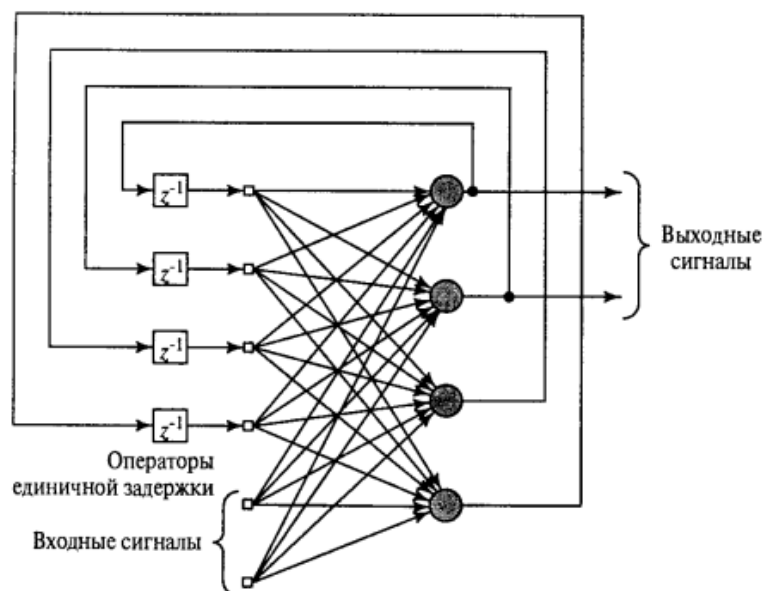 z⁻¹
z⁻¹
z⁻¹
z⁻¹
Выходные
сигналы
Операторы
единичной задержки
Входные сигналы